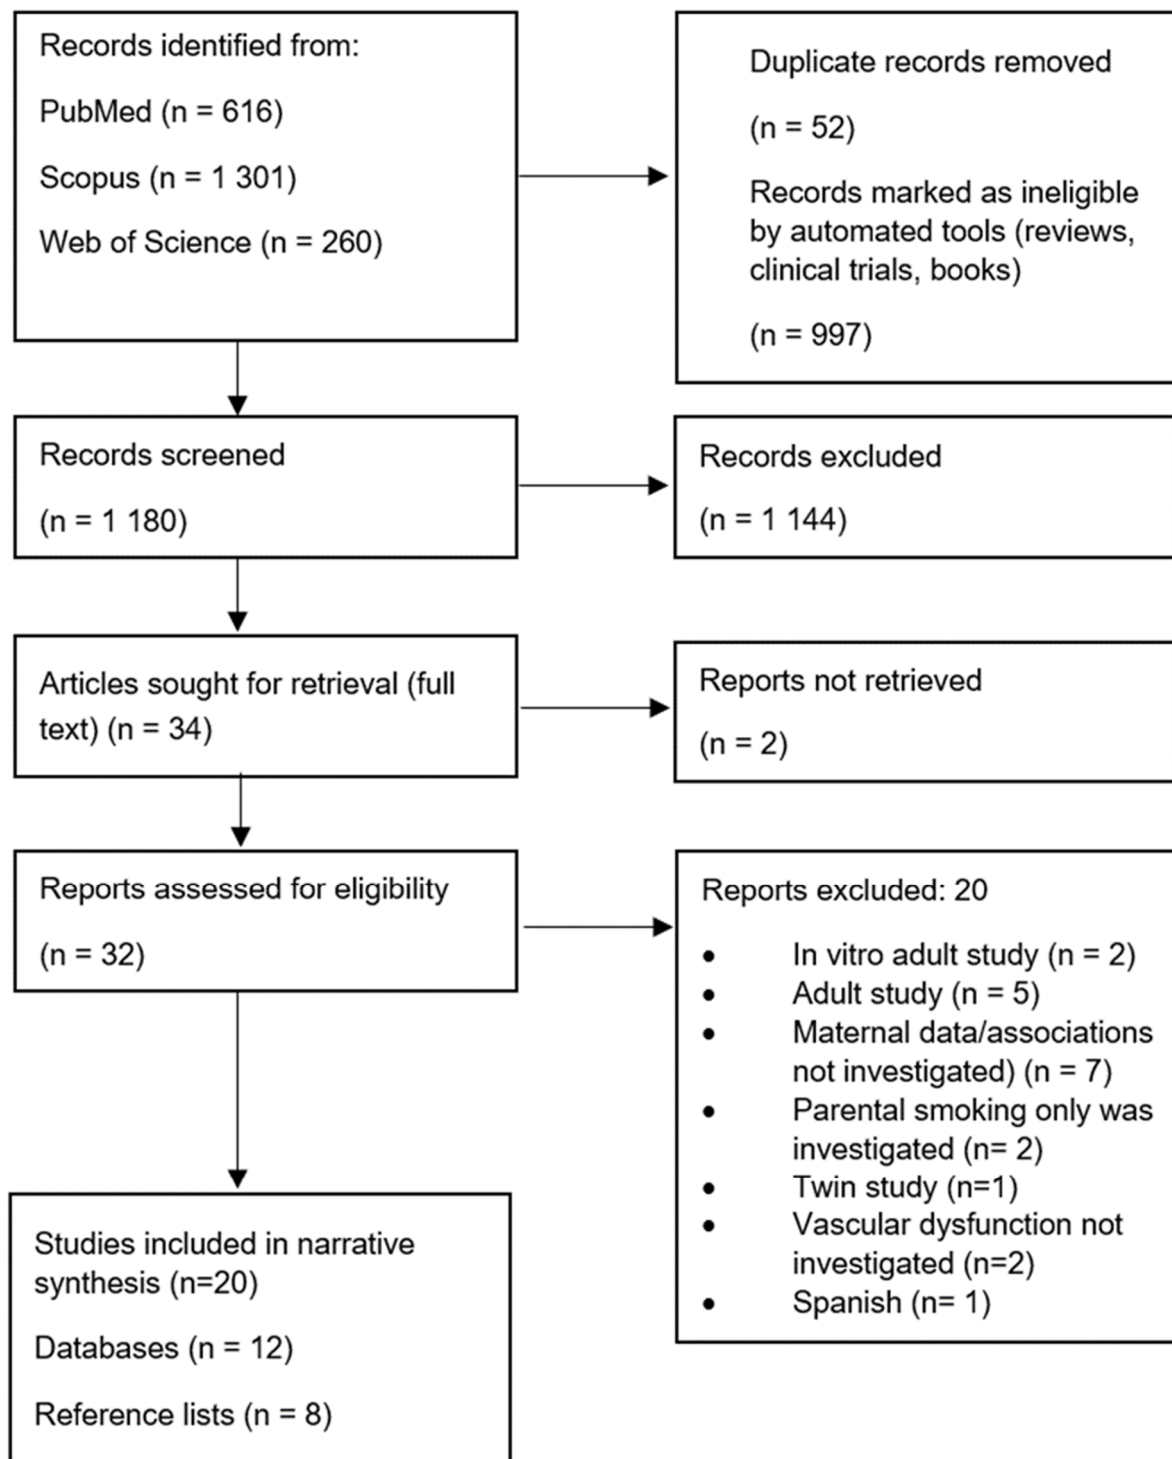 Records identified from:
PubMed (n = 616)
Scopus (n = 1 301)
Web of Science (n = 260)
Duplicate records removed
(n = 52)
Records marked as ineligible
by automated tools (reviews,
clinical trials, books)
(n = 997)
Records screened
(n = 1 180)
Records excluded
(n = 1 144)
Articles sought for retrieval (full
text) (n = 34)
Reports not retrieved
(n = 2)
Reports assessed for eligibility
(n = 32)
Reports excluded: 20
• In vitro adult study (n = 2)
• Adult study (n = 5)
• Maternal data/associations
not investigated) (n = 7)
• Parental smoking only was
investigated (n= 2)
• Twin study (n=1)
• Vascular dysfunction not
investigated (n=2)
• Spanish (n= 1)
Studies included in narrative
synthesis (n=20)
Databases (n = 12)
Reference lists (n = 8)